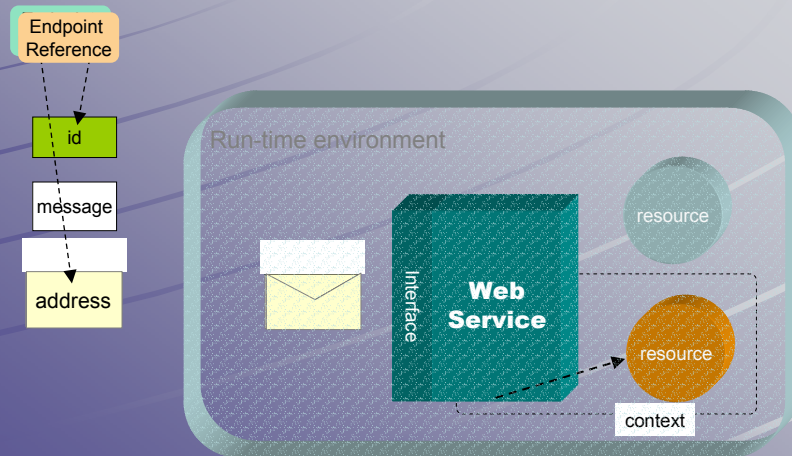 Endpoint
Reference
id
message
address
Run-time environment
Interface
Web
Service
resource
resource
context